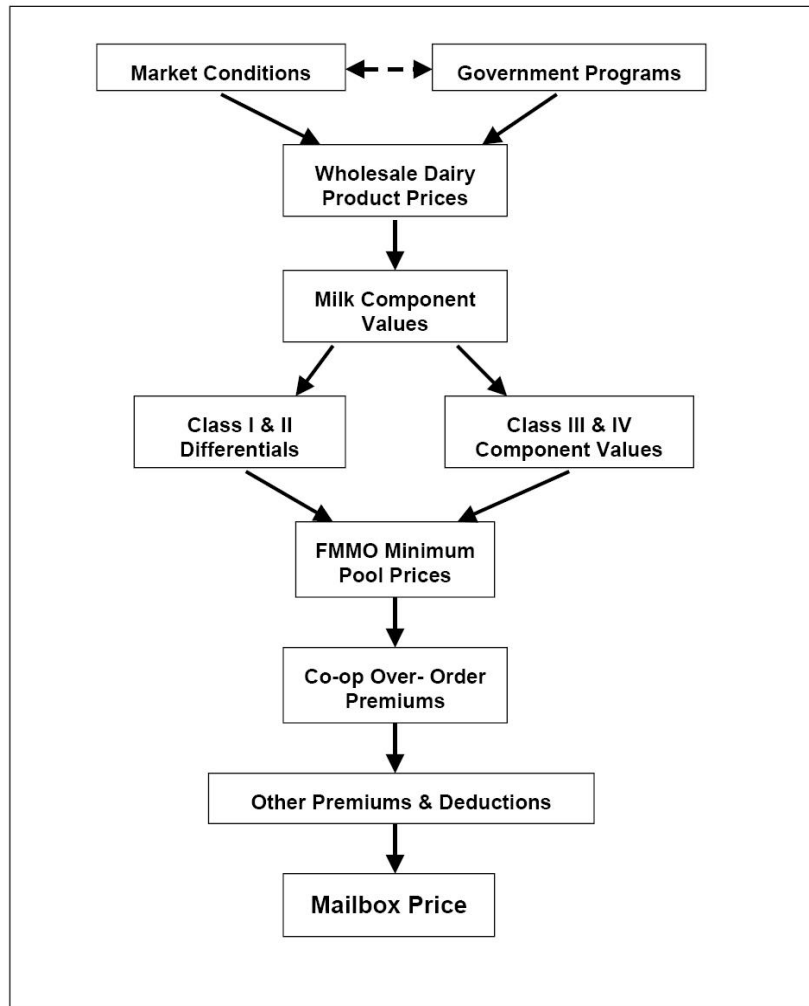 Market Conditions
Government Programs
Wholesale Dairy
Product Prices
Milk Component
Values
Class I & II
Differentials
Class III & IV
Component Values
FMMO Minimum
Pool Prices
Co-op Over- Order
Premiums
Other Premiums & Deductions
Mailbox Price